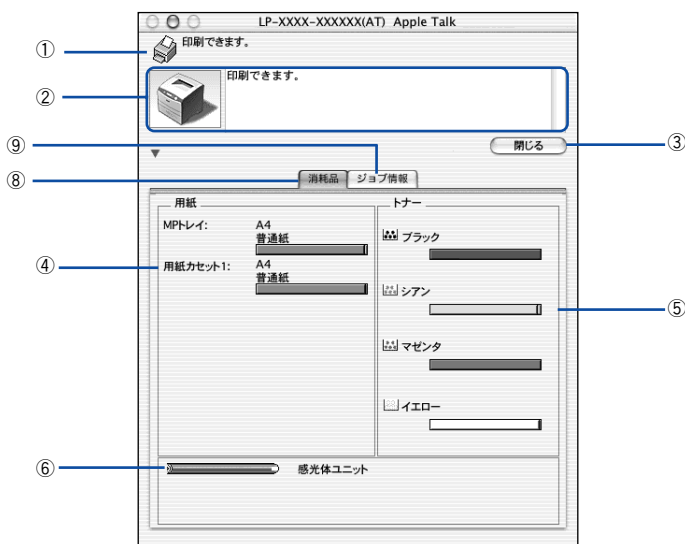 LP-XXXX-XXXXXX(AT) Apple Talk
① 印刷できます。
② 印刷できます。
③ 閉じる
⑨
⑧ 消耗品 ジョブ情報
用紙
MPトレイ: A4
普通紙
④ 用紙カセット1: A4
普通紙
トナー
ブラック
シアン
⑤
マゼンタ
イエロー
⑥ 感光体ユニット